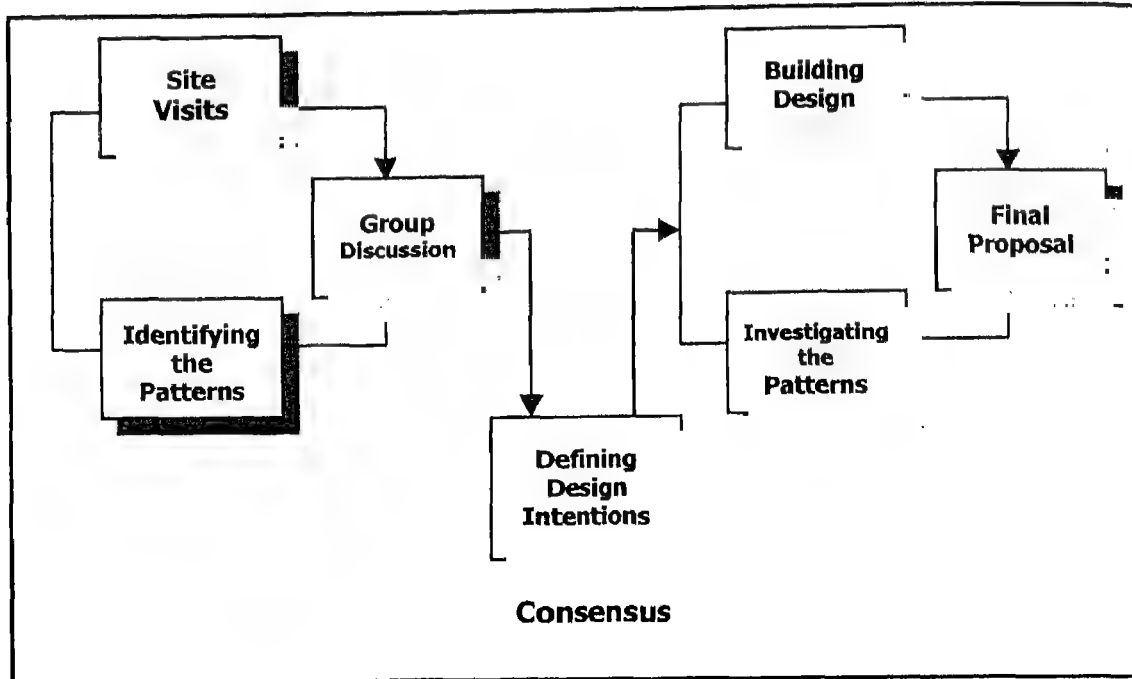 Site
Visits
Identifying
the
Patterns
Group
Discussion
Defining
Design
Intentions
Consensus
Building
Design
Investigating
the
Patterns
Final
Proposal